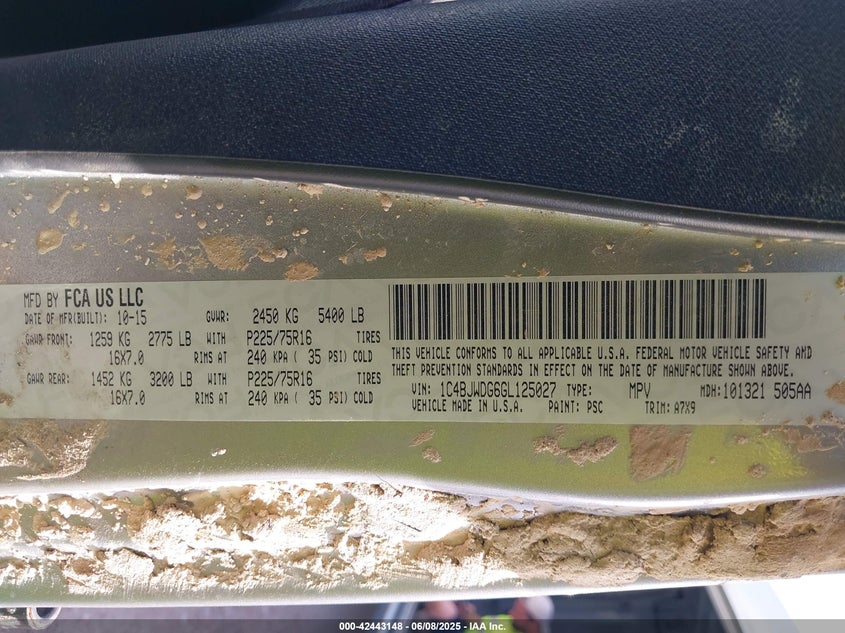 MFD BY FCA US LLC
DATE OF MFR(BUILT): 10-15 GVWR: 2450 KG 5400 LB
GAWR FRONT: 1259 KG 2775 LB WITH P225/75R16 TIRES
16X7.0 RIMS AT 240 KPA ( 35 PSI) COLD
GAWR REAR: 1452 KG 3200 LB WITH P225/75R16 TIRES
16X7.0 RIMS AT 240 KPA ( 35 PSI) COLD
THIS VEHICLE CONFORMS TO ALL APPLICABLE U.S.A. FEDERAL MOTOR VEHICLE SAFETY AND
THEFT PREVENTION STANDARDS IN EFFECT ON THE DATE OF MANUFACTURE SHOWN ABOVE.
VIN: 1C4BJWDG6GL125027 TYPE: MPV MDH: 101321 505AA
VEHICLE MADE IN U.S.A. PAINT: PSC TRIM: A7X9
000-42443148 - 06/08/2025 - IAA Inc.